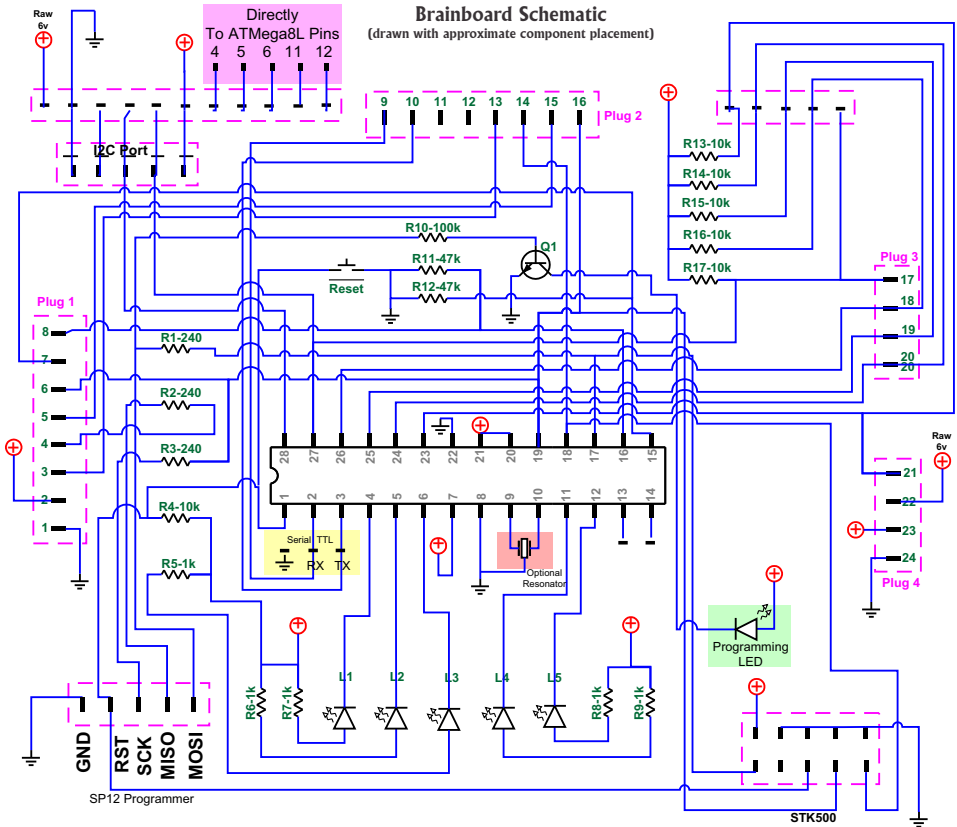 Brainboard Schematic
(drawn with approximate component placement)
Raw
6v
Directly
To ATMega8L Pins
4 5 6 11 12
I2C Port
9 10 11 12 13 14 15 16
Plug 2
R13-10k
R14-10k
R15-10k
R16-10k
R17-10k
R10-100k
R11-47k
R12-47k
Q1
Reset
Plug 3
17
18
19
20
20
Plug 1
8
7
6
5
4
3
2
1
R1-240
R2-240
R3-240
R4-10k
R5-1k
28 27 26 25 24 23 22 21 20 19 18 17 16 15
1 2 3 4 5 6 7 8 9 10 11 12 13 14
Raw
6v
21
22
23
24
Plug 4
Serial TTL
RX TX
Optional
Resonator
Programming
LED
R6-1k
R7-1k
L1
L2
L3
L4
L5
R8-1k
R9-1k
GND
RST
SCK
MISO
MOSI
SP12 Programmer
STK500